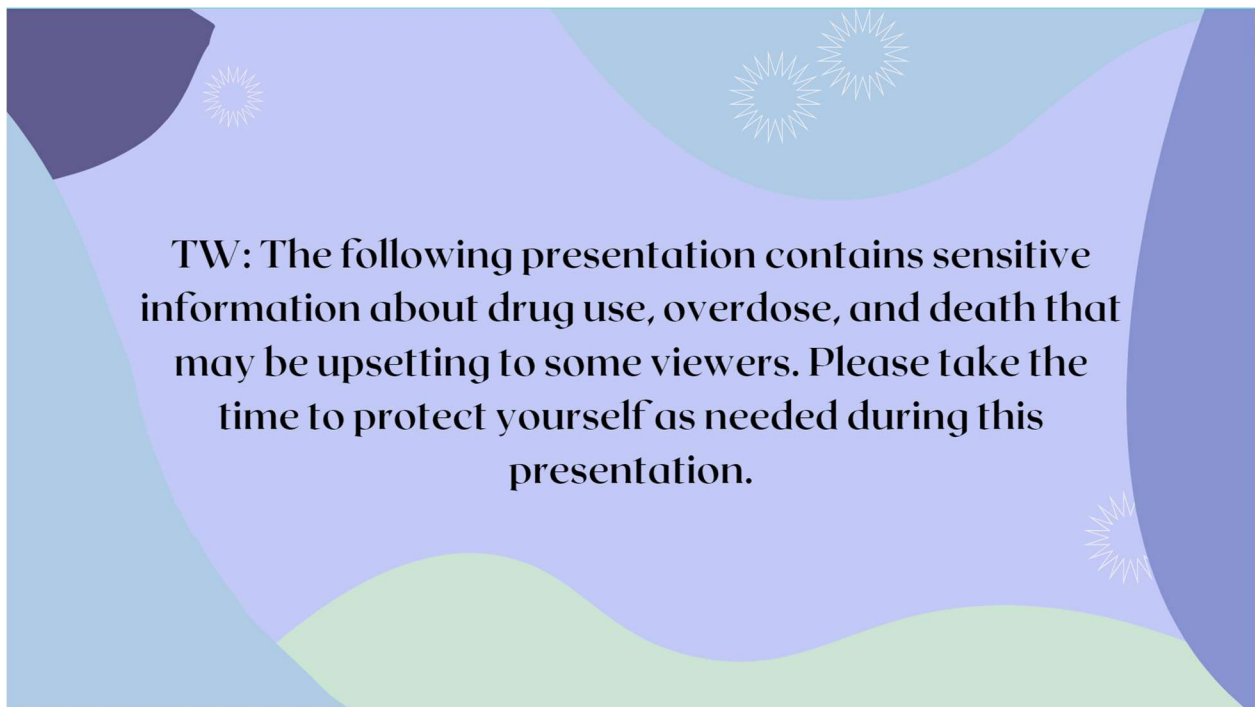 TW: The following presentation contains sensitive
information about drug use, overdose, and death that
may be upsetting to some viewers. Please take the
time to protect yourself as needed during this
presentation.